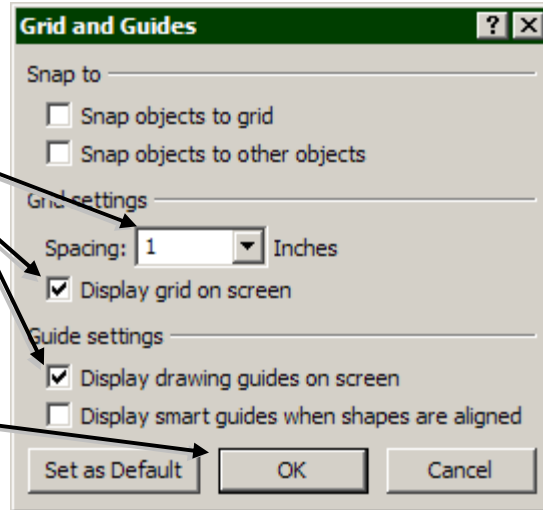 Grid and Guides
Snap to
Snap objects to grid
Snap objects to other objects
Grid settings
Spacing: 1 Inches
Display grid on screen
Guide settings
Display drawing guides on screen
Display smart guides when shapes are aligned
Set as Default OK Cancel